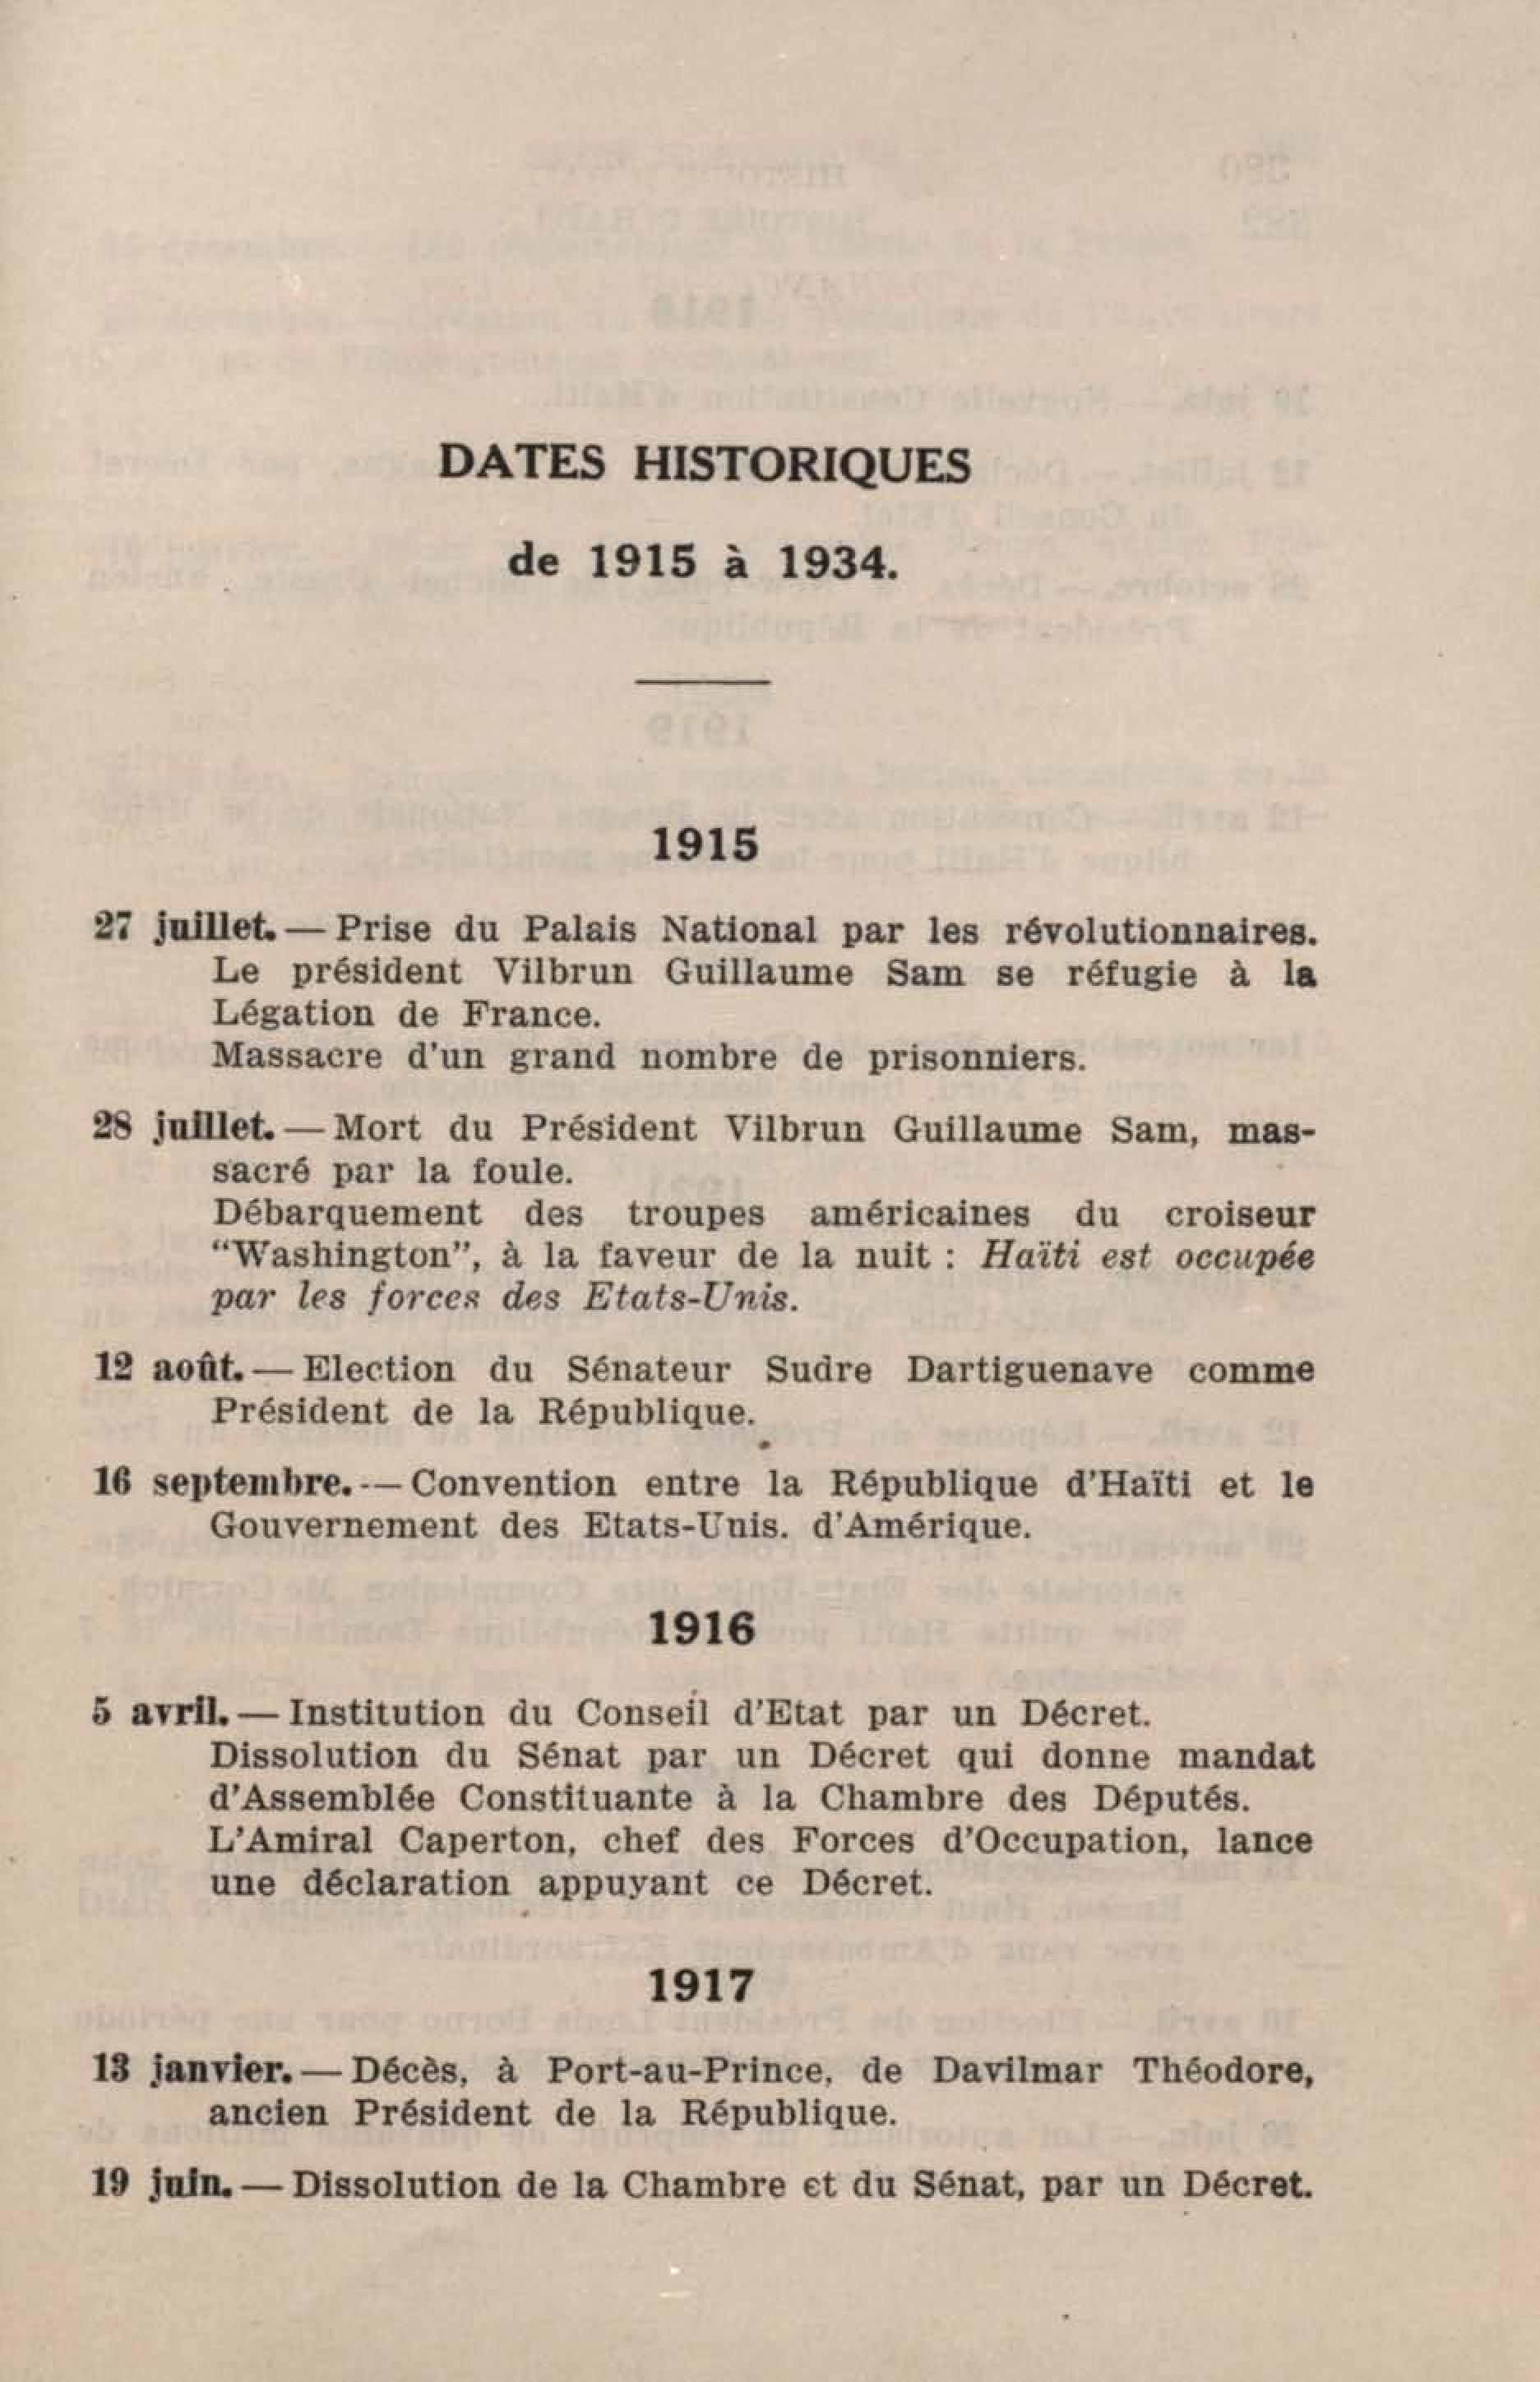 DATES HISTORIQUES
de 1915 à 1934.
1915
27 juillet. — Prise du Palais National par les révolutionnaires.
Le président Vilbrun Guillaume Sam se réfugie à la
Légation de France.
Massacre d'un grand nombre de prisonniers.
28 juillet. — Mort du Président Vilbrun Guillaume Sam, mas-
sacré par la foule.
Débarquement des troupes américaines du croiseur
"Washington", à la faveur de la nuit : Haïti est occupée
par les forces des Etats-Unis.
12 août. — Election du Sénateur Sudre Dartiguenave comme
Président de la République.
16 septembre. — Convention entre la République d'Haïti et le
Gouvernement des Etats-Unis. d'Amérique.
1916
5 avril. — Institution du Conseil d'Etat par un Décret.
Dissolution du Sénat par un Décret qui donne mandat
d'Assemblée Constituante à la Chambre des Députés.
L'Amiral Caperton, chef des Forces d'Occupation, lance
une déclaration appuyant ce Décret.
1917
13 janvier. — Décès, à Port-au-Prince, de Davilmar Théodore,
ancien Président de la République.
19 juin. — Dissolution de la Chambre et du Sénat, par un Décret.